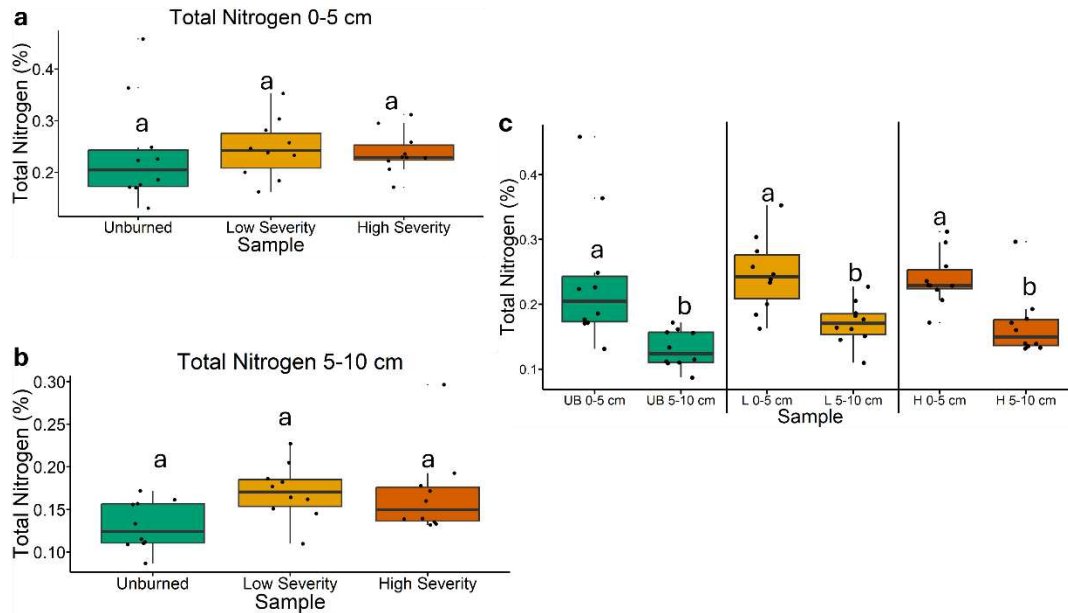 a
Total Nitrogen 0-5 cm
Total Nitrogen (%)
0.4
0.3
0.2
a
a
a
Unburned
Low Severity
High Severity
Sample
b
Total Nitrogen 5-10 cm
Total Nitrogen (%)
0.30
0.25
0.20
0.15
0.10
a
a
a
Unburned
Low Severity
High Severity
Sample
c
Total Nitrogen (%)
0.4
0.3
0.2
0.1
a
b
a
b
a
b
UB 0-5 cm
UB 5-10 cm
L 0-5 cm
L 5-10 cm
H 0-5 cm
H 5-10 cm
Sample